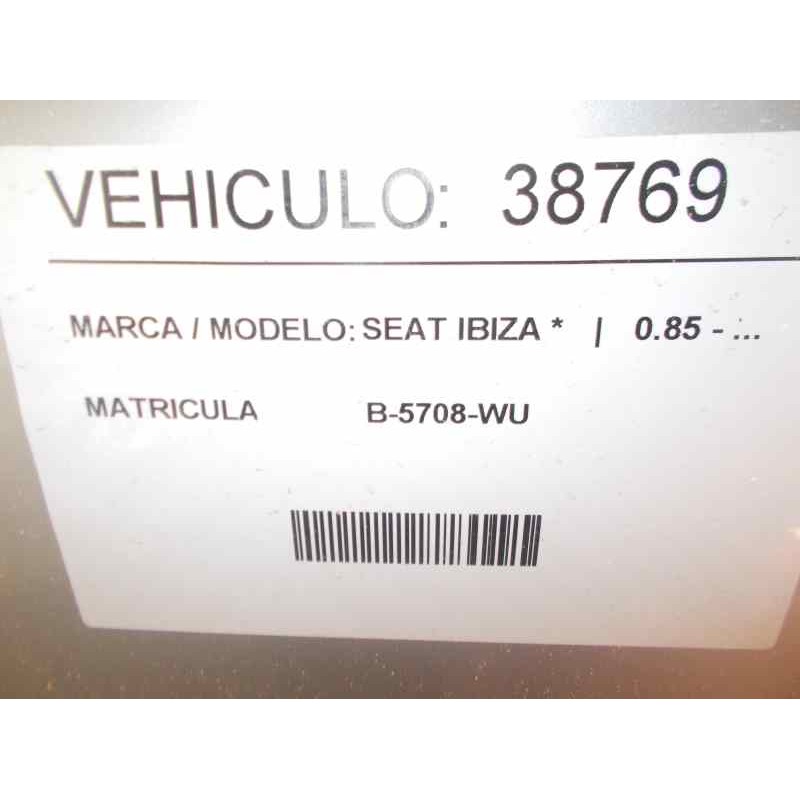 VEHICULO: 38769
MARCA / MODELO: SEAT IBIZA * | 0.85 - ...
MATRICULA B-5708-WU